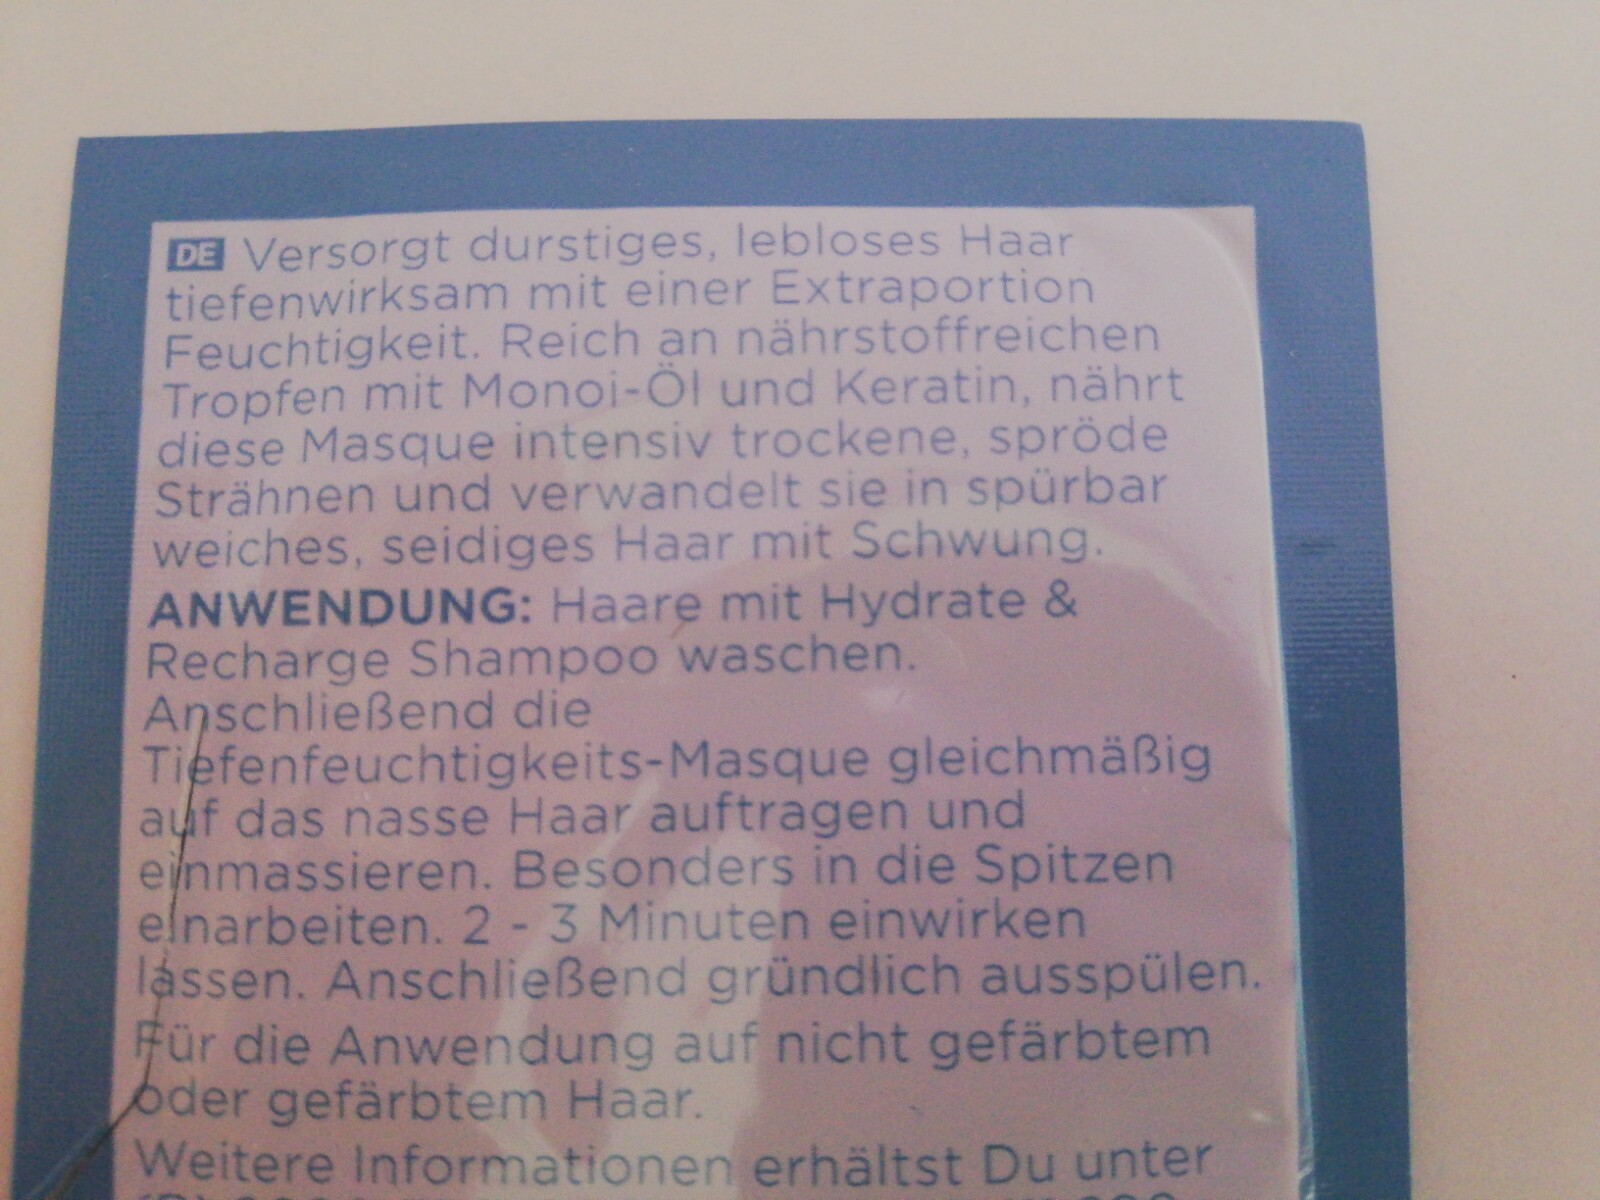 DE Versorgt durstiges, lebloses Haar
tiefenwirksam mit einer Extraportion
Feuchtigkeit. Reich an nährstoffreichen
Tropfen mit Monoi-Öl und Keratin, nährt
diese Masque intensiv trockene, spröde
Strähnen und verwandelt sie in spürbar
weiches, seidiges Haar mit Schwung.
ANWENDUNG: Haare mit Hydrate &
Recharge Shampoo waschen.
Anschließend die
Tiefenfeuchtigkeits-Masque gleichmäßig
auf das nasse Haar auftragen und
einmassieren. Besonders in die Spitzen
einarbeiten. 2 - 3 Minuten einwirken
lassen. Anschließend gründlich ausspülen.
Für die Anwendung auf nicht gefärbtem
oder gefärbtem Haar.
Weitere Informationen erhältst Du unter